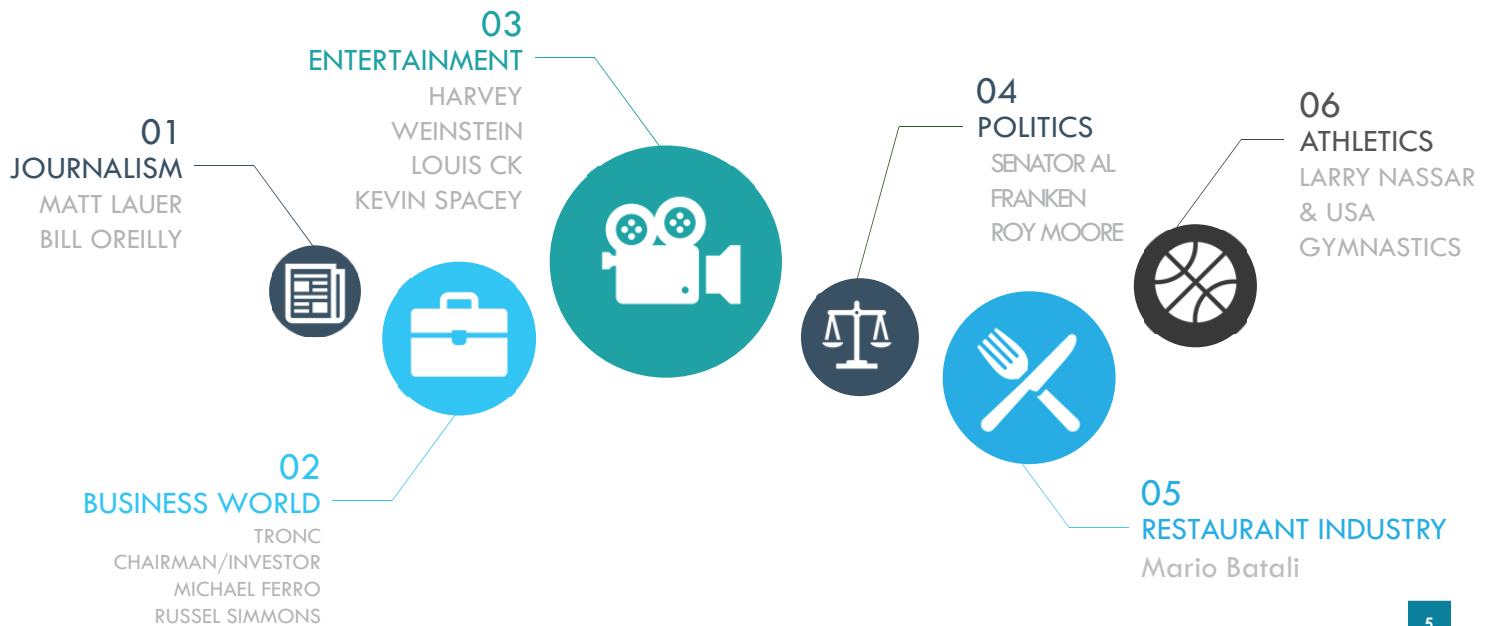 01
JOURNALISM
MATT LAUER
BILL OREILLY
02
BUSINESS WORLD
TRONC
CHAIRMAN/INVESTOR
MICHAEL FERRO
RUSSEL SIMMONS
03
ENTERTAINMENT
HARVEY
WEINSTEIN
LOUIS CK
KEVIN SPACEY
04
POLITICS
SENATOR AL
FRANKEN
ROY MOORE
05
RESTAURANT INDUSTRY
Mario Batali
06
ATHLETICS
LARRY NASSAR
& USA
GYMNASTICS
5